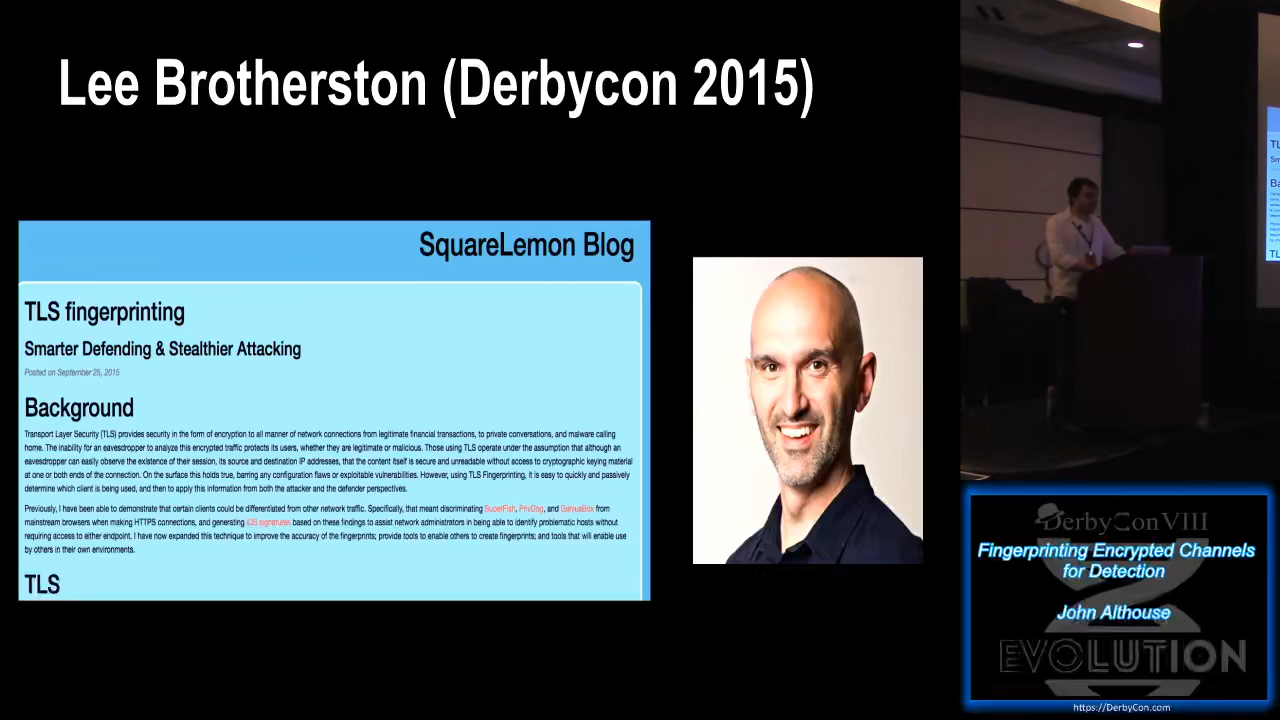 Lee Brotherston (Derbycon 2015)
SquareLemon Blog
TLS fingerprinting
Smarter Defending & Stealthier Attacking
Posted on September 25, 2015
Background
Transport Layer Security (TLS) provides security in the form of encryption to all manner of network connections from legitimate financial transactions, to private conversations, and malware calling
home. The inability for an eavesdropper to analyze this encrypted traffic protects its users, whether they are legitimate or malicious. Those using TLS operate under the assumption that although an
eavesdropper can easily observe the existence of their session, its source and destination IP addresses, that the content itself is secure and unreadable without access to cryptographic keying material
at one or both ends of the connection. On the surface this holds true, barring any configuration flaws or exploitable vulnerabilities. However, using TLS Fingerprinting, it is easy to quickly and passively
determine which client is being used, and then to apply this information from both the attacker and the defender perspectives.
Previously, I have been able to demonstrate that certain clients could be differentiated from other network traffic. Specifically, that meant discriminating SuperFish, PrivDog, and GeniusBox from
mainstream browsers when making HTTPS connections, and generating IDS signatures based on these findings to assist network administrators in being able to identify problematic hosts without
requiring access to either endpoint. I have now expanded this technique to improve the accuracy of the fingerprints; provide tools to enable others to create fingerprints; and tools that will enable use
by others in their own environments.
TLS
DerbyCon VIII
Fingerprinting Encrypted Channels
for Detection
John Althouse
EVOLUTION
https://DerbyCon.com